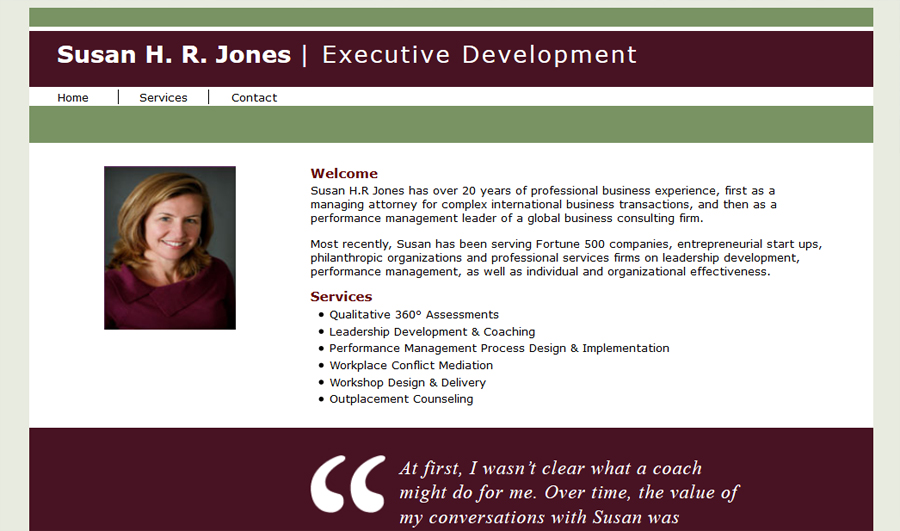 Susan H. R. Jones | Executive Development
Home | Services | Contact
Welcome
Susan H.R Jones has over 20 years of professional business experience, first as a
managing attorney for complex international business transactions, and then as a
performance management leader of a global business consulting firm.
Most recently, Susan has been serving Fortune 500 companies, entrepreneurial start ups,
philanthropic organizations and professional services firms on leadership development,
performance management, as well as individual and organizational effectiveness.
Services
• Qualitative 360° Assessments
• Leadership Development & Coaching
• Performance Management Process Design & Implementation
• Workplace Conflict Mediation
• Workshop Design & Delivery
• Outplacement Counseling
“At first, I wasn’t clear what a coach
might do for me. Over time, the value of
my conversations with Susan was